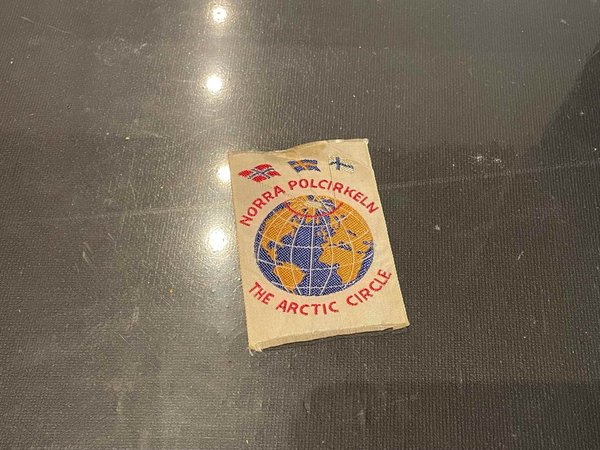 NORRA POLCIRKELN
THE ARCTIC CIRCLE